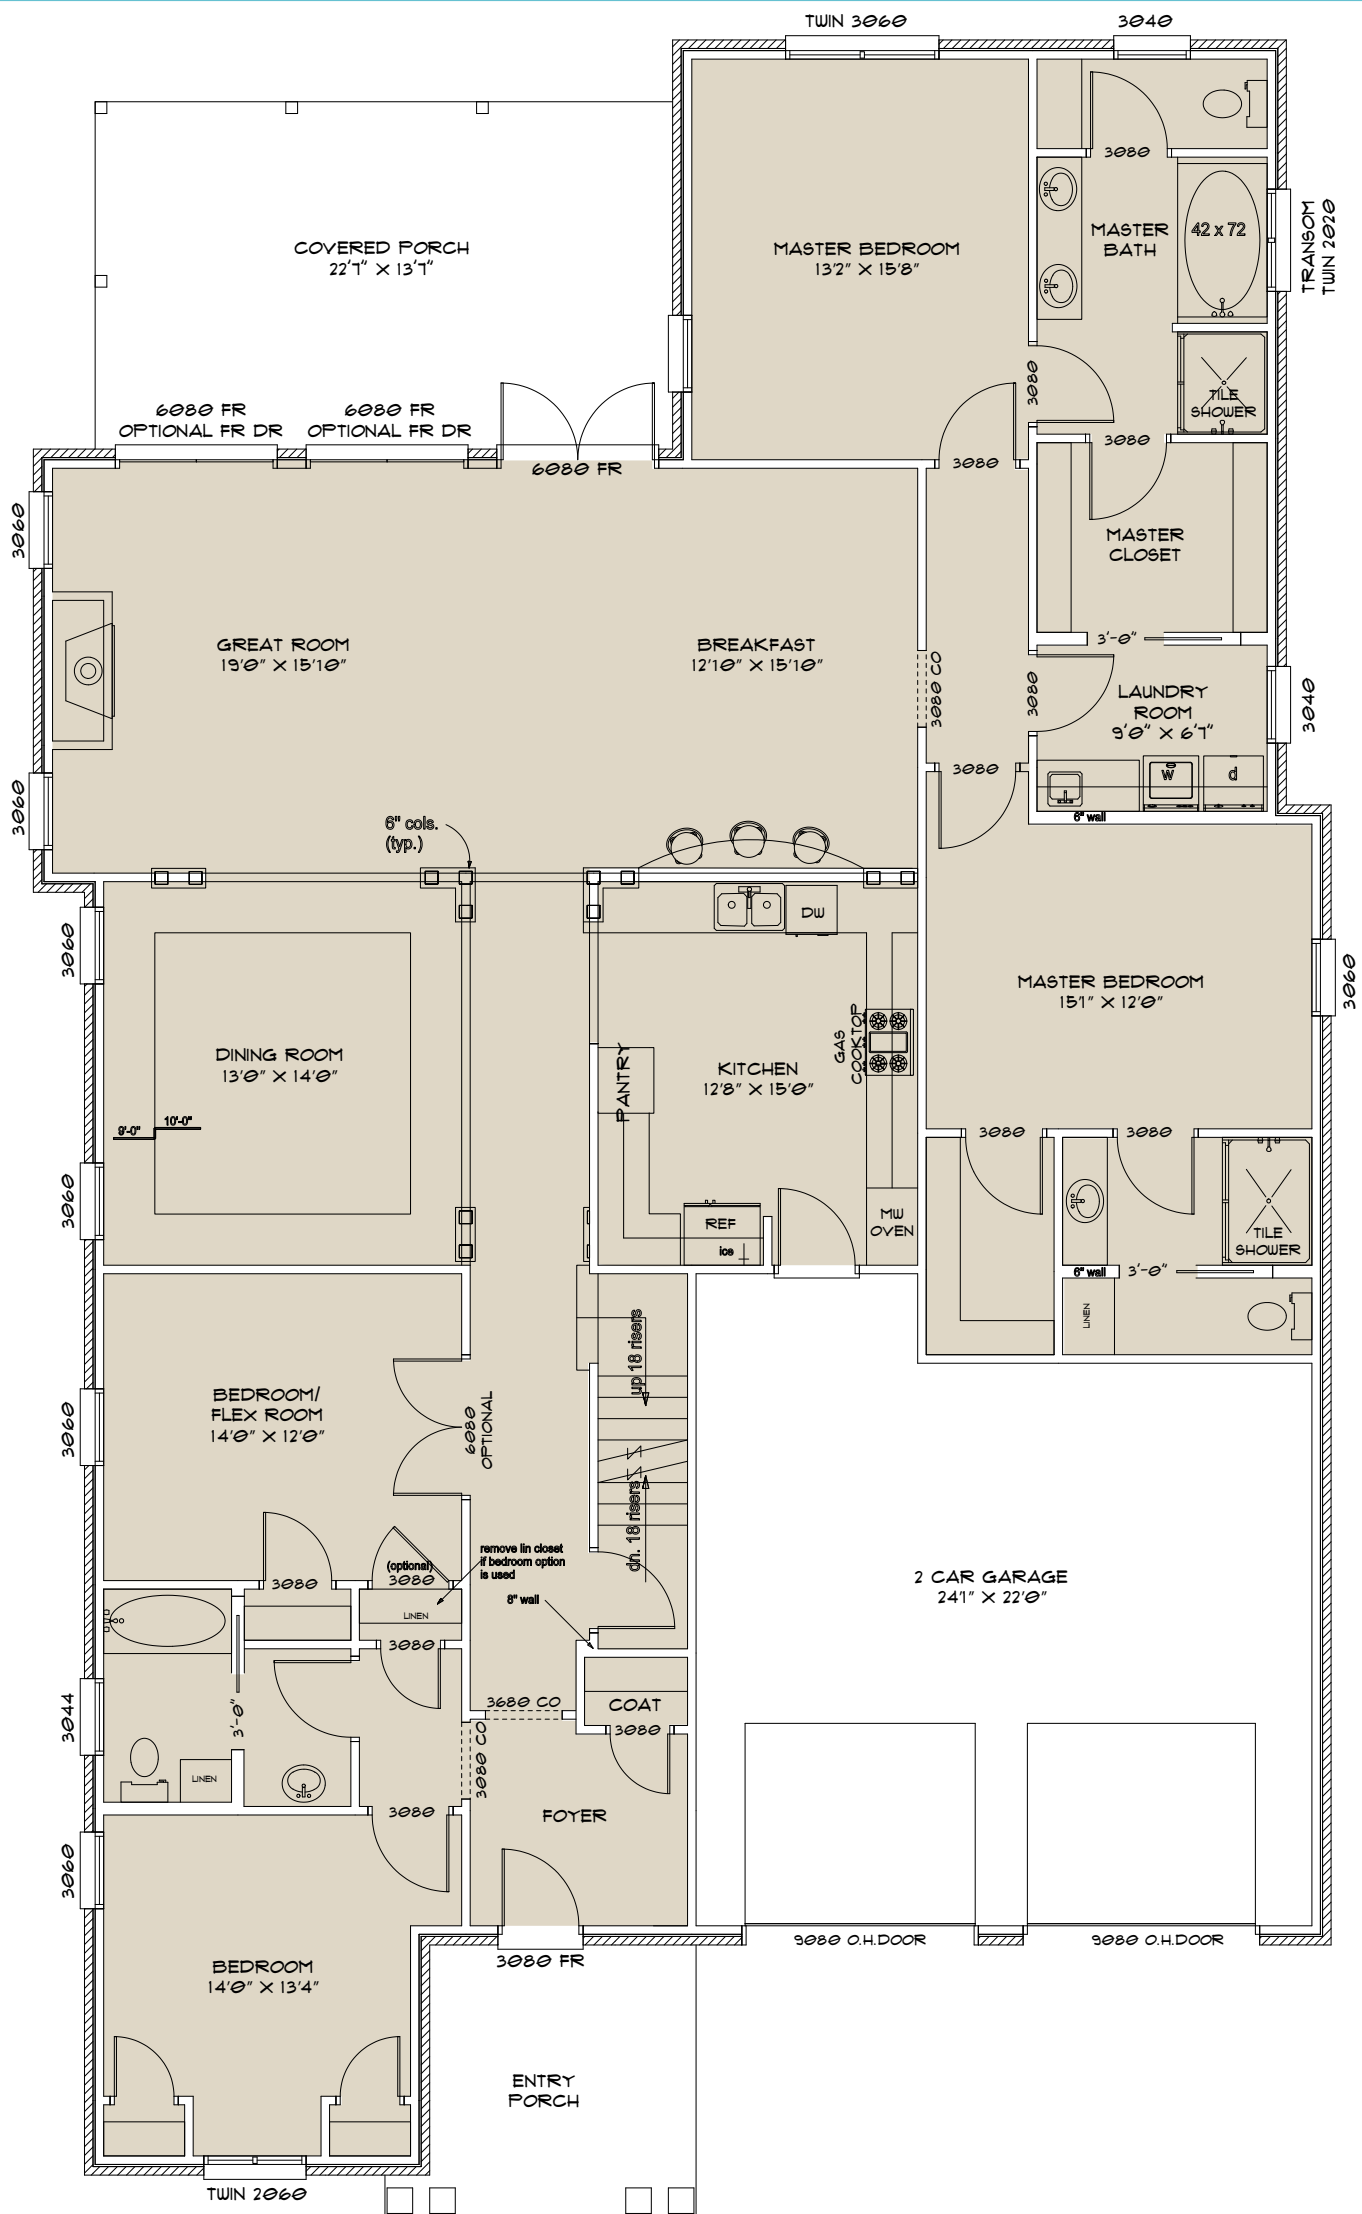 TWIN 3060
3040
3080
COVERED PORCH
22'7" X 13'7"
MASTER BEDROOM
13'2" X 15'8"
MASTER
BATH
42 x 72
TRANSOM
TWIN 2020
3080
TILE
SHOWER
6080 FR
OPTIONAL FR DR
6080 FR
OPTIONAL FR DR
6080 FR
3080
3080
3060
MASTER
CLOSET
GREAT ROOM
19'0" X 15'10"
BREAKFAST
12'10" X 15'10"
3'-0"
3080 CO
3080
LAUNDRY
ROOM
9'0" X 6'7"
3040
3080
W
d
6" wall
3060
6" cols.
(typ.)
DW
3060
MASTER BEDROOM
15'1" X 12'0"
3060
DINING ROOM
13'0" X 14'0"
9'-0"
10'-0"
PANTRY
KITCHEN
12'8" X 15'0"
GAS
COOKTOP
3080
3080
3060
REF
ice
MW
OVEN
TILE
SHOWER
6" wall
3'-0"
LINEN
up 18 risers
BEDROOM/
FLEX ROOM
14'0" X 12'0"
3060
6080
OPTIONAL
dn. 18 risers
remove lin closet
if bedroom option
is used
(optional)
3080
3080
8" wall
LINEN
3080
2 CAR GARAGE
24'1" X 22'0"
3044
3'-0"
3680 CO
COAT
3080
3080 CO
LINEN
3080
FOYER
3060
9080 O.H.DOOR
9080 O.H.DOOR
3080 FR
BEDROOM
14'0" X 13'4"
ENTRY
PORCH
TWIN 2060